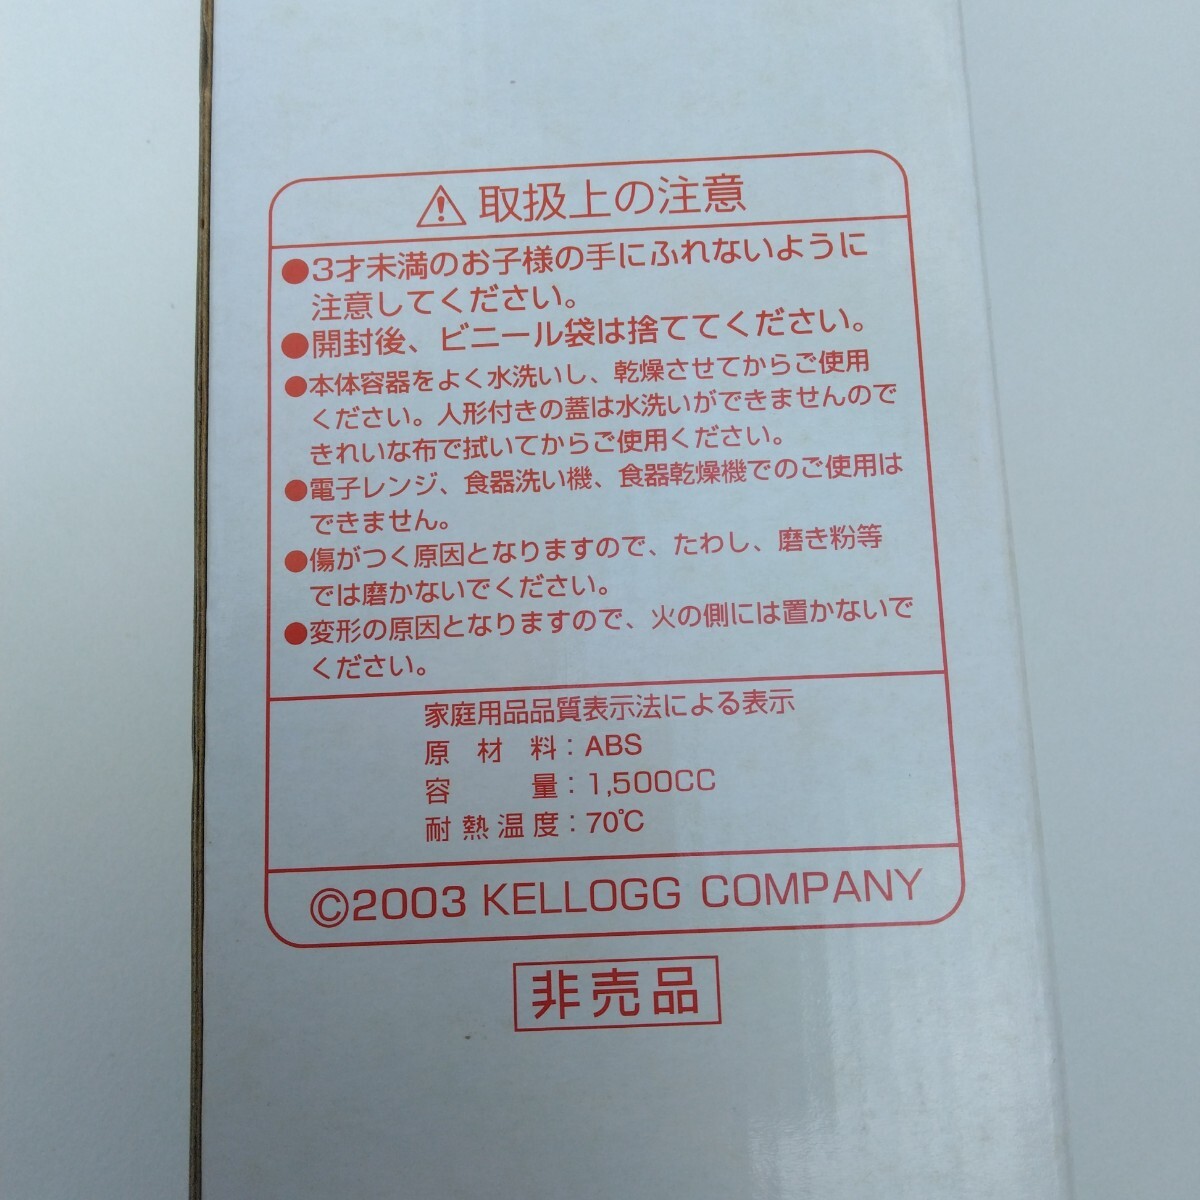 ⚠取扱上の注意
●3才未満のお子様の手にふれないように
注意してください。
●開封後、ビニール袋は捨ててください。
●本体容器をよく水洗いし、乾燥させてからご使用
ください。人形付きの蓋は水洗いができませんので
きれいな布で拭いてからご使用ください。
●電子レンジ、食器洗い機、食器乾燥機でのご使用は
できません。
●傷がつく原因となりますので、たわし、磨き粉等
では磨かないでください。
●変形の原因となりますので、火の側には置かないで
ください。
家庭用品品質表示法による表示
原材料：ABS
容量：1,500CC
耐熱温度：70℃
©2003 KELLOGG COMPANY
非売品